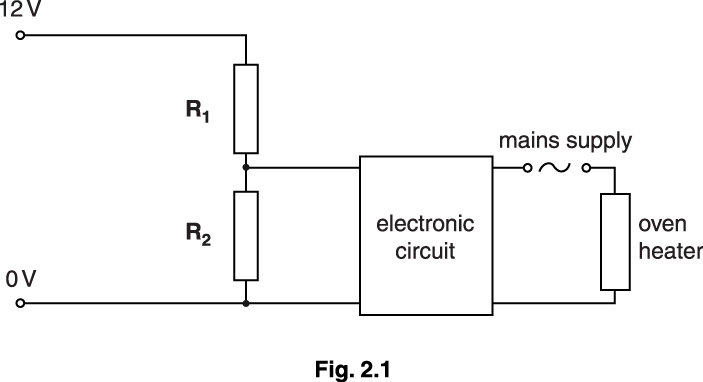 12 V
R1
mains supply
electronic
circuit
oven
heater
R2
0 V
Fig. 2.1